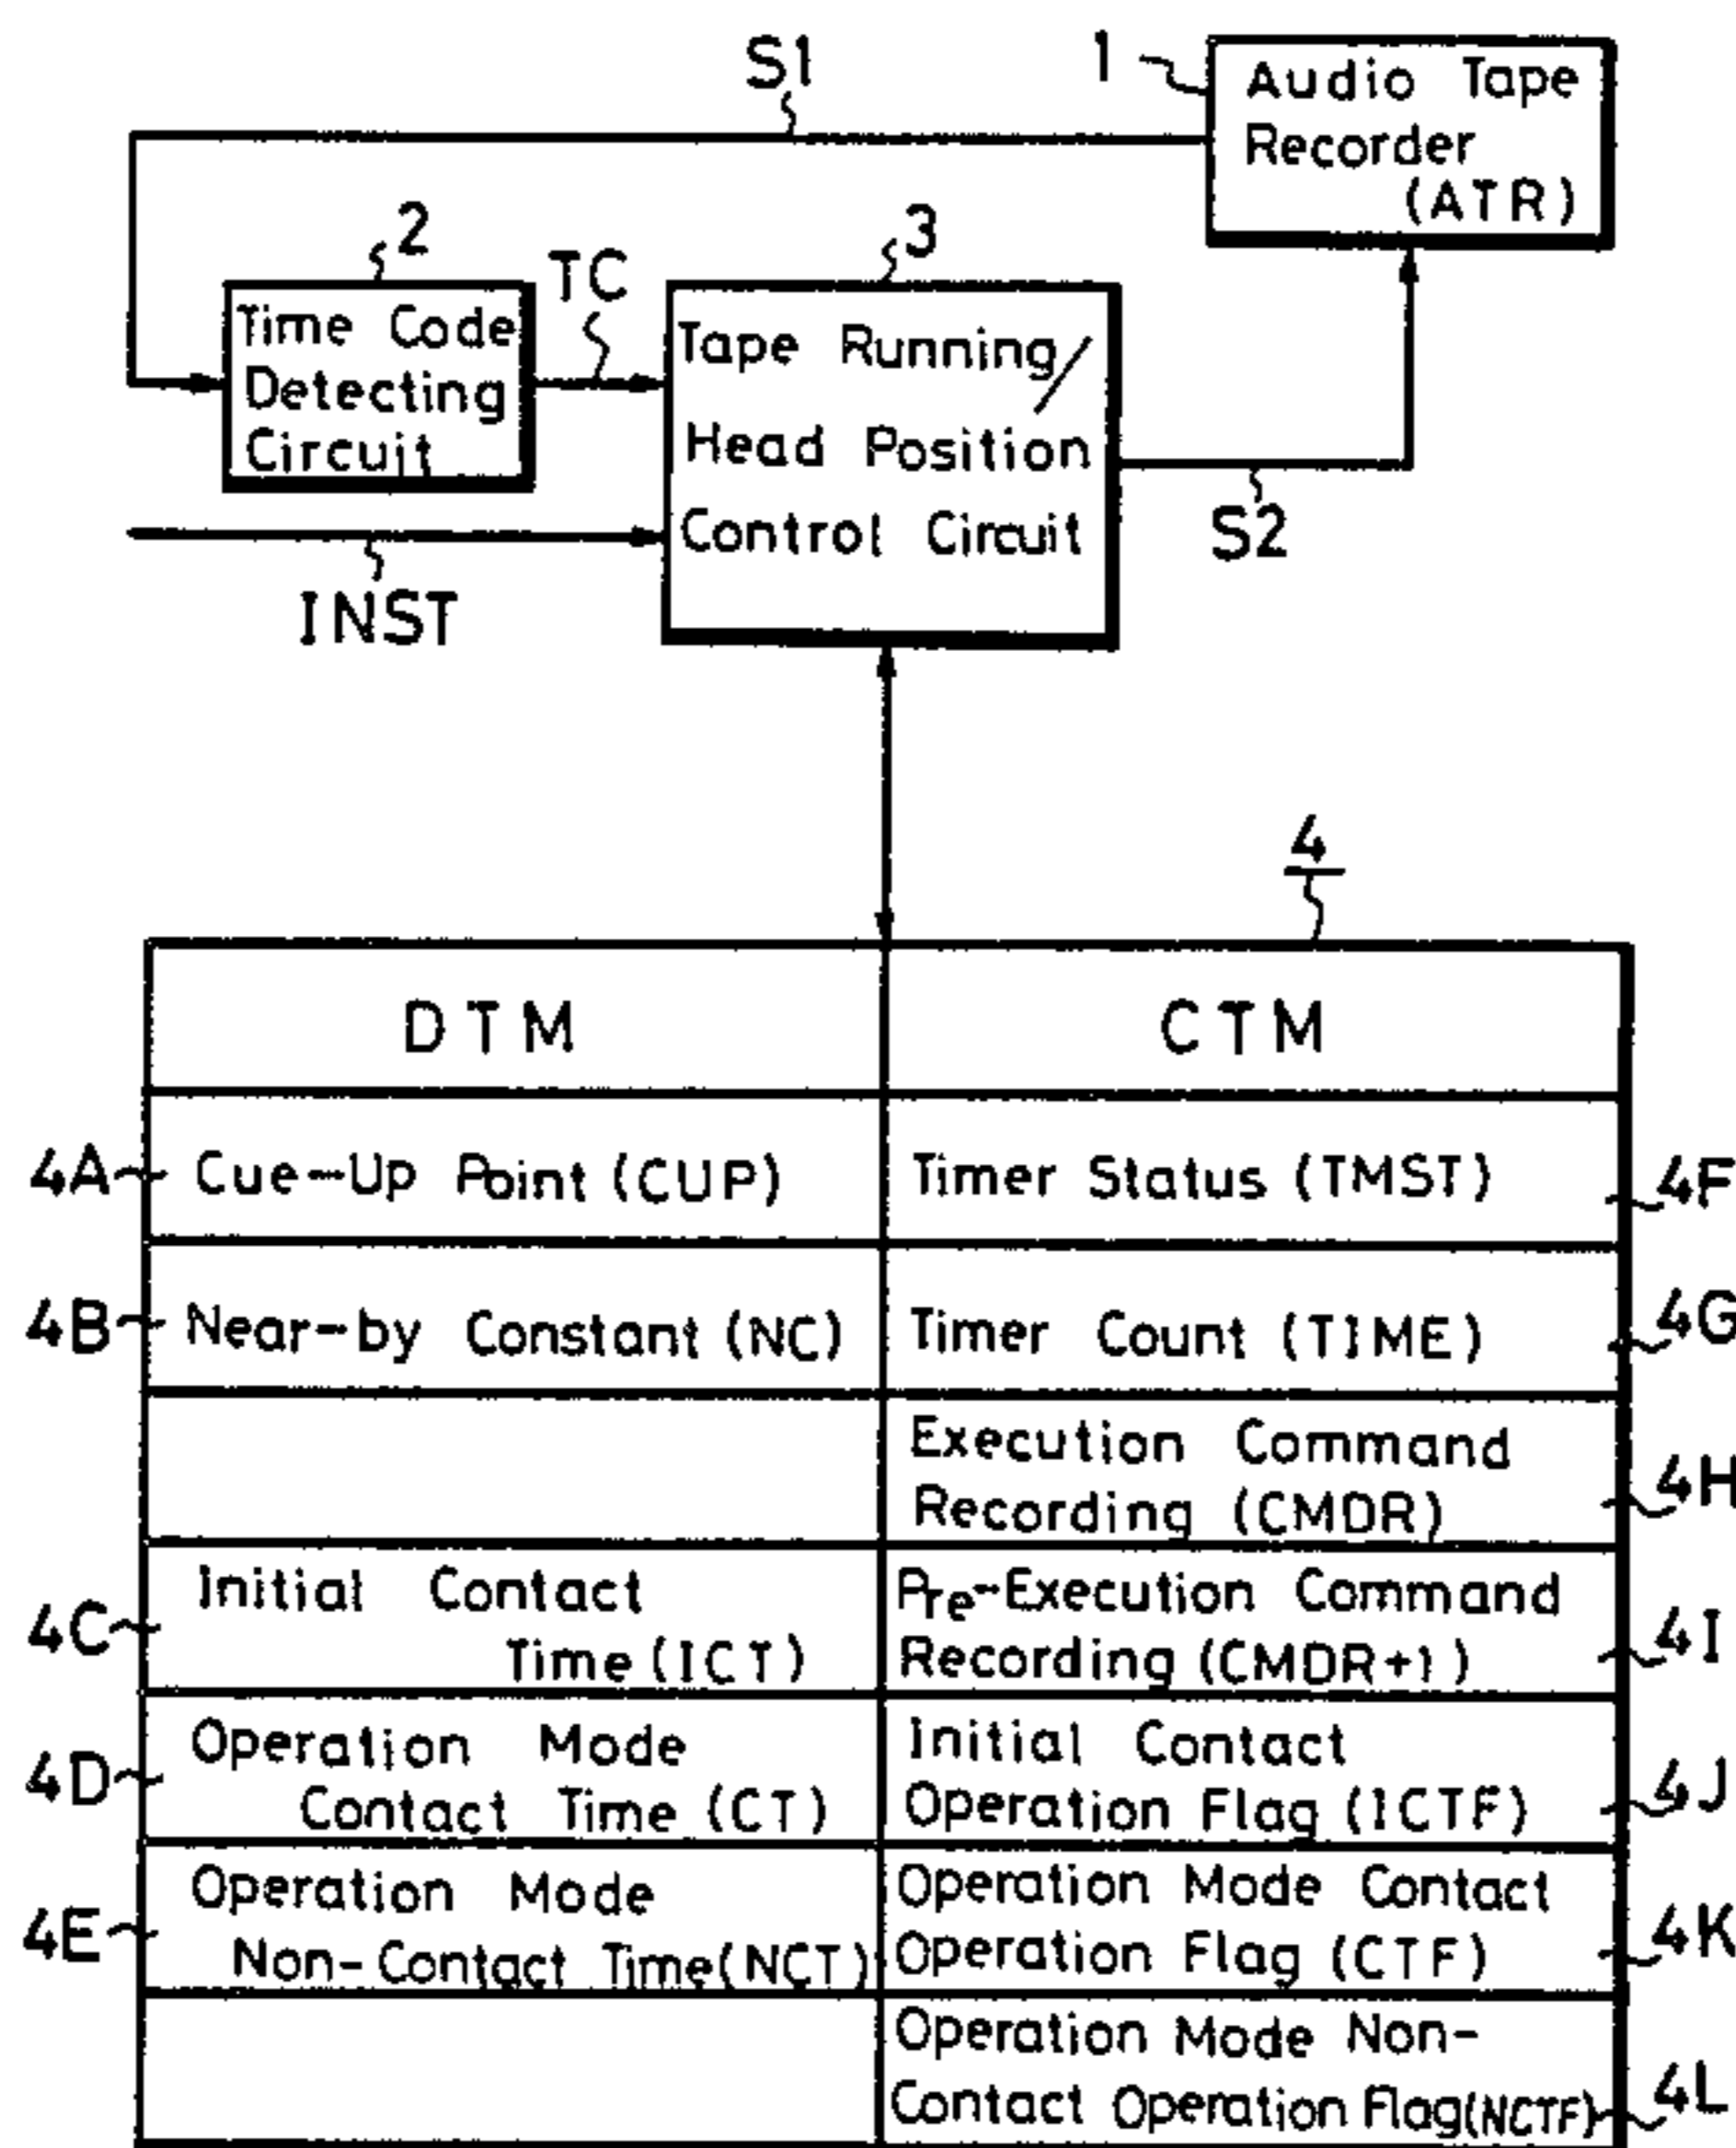 S1
1
Audio Tape
Recorder
(ATR)
2
Time Code
Detecting
Circuit
TC
3
Tape Running/
Head Position
Control Circuit
S2
INST
4
DTM
CTM
4A
Cue-Up Point (CUP)
Timer Status (TMST)
4F
4B
Near-by Constant (NC)
Timer Count (TIME)
4G
Execution Command
Recording (CMDR)
4H
4C
Initial Contact
Time (ICT)
Pre-Execution Command
Recording (CMDR+1)
4I
4D
Operation Mode
Contact Time (CT)
Initial Contact
Operation Flag (ICTF)
4J
4E
Operation Mode
Non-Contact Time (NCT)
Operation Mode Contact
Operation Flag (CTF)
4K
Operation Mode Non-
Contact Operation Flag (NCTF)
4L